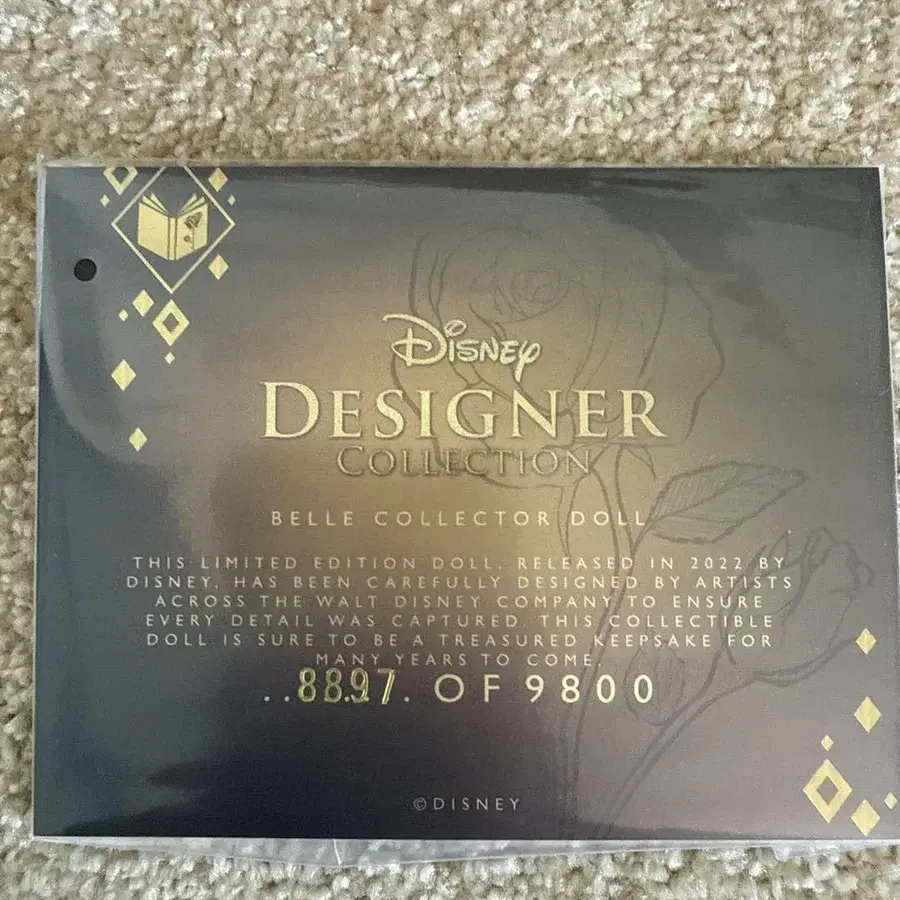 Disney
DESIGNER
COLLECTION
BELLE COLLECTOR DOLL
THIS LIMITED EDITION DOLL, RELEASED IN 2022 BY
DISNEY, HAS BEEN CAREFULLY DESIGNED BY ARTISTS
ACROSS THE WALT DISNEY COMPANY TO ENSURE
EVERY DETAIL WAS CAPTURED. THIS COLLECTIBLE
DOLL IS SURE TO BE A TREASURED KEEPSAKE FOR
MANY YEARS TO COME.
..8897. OF 9800
©DISNEY